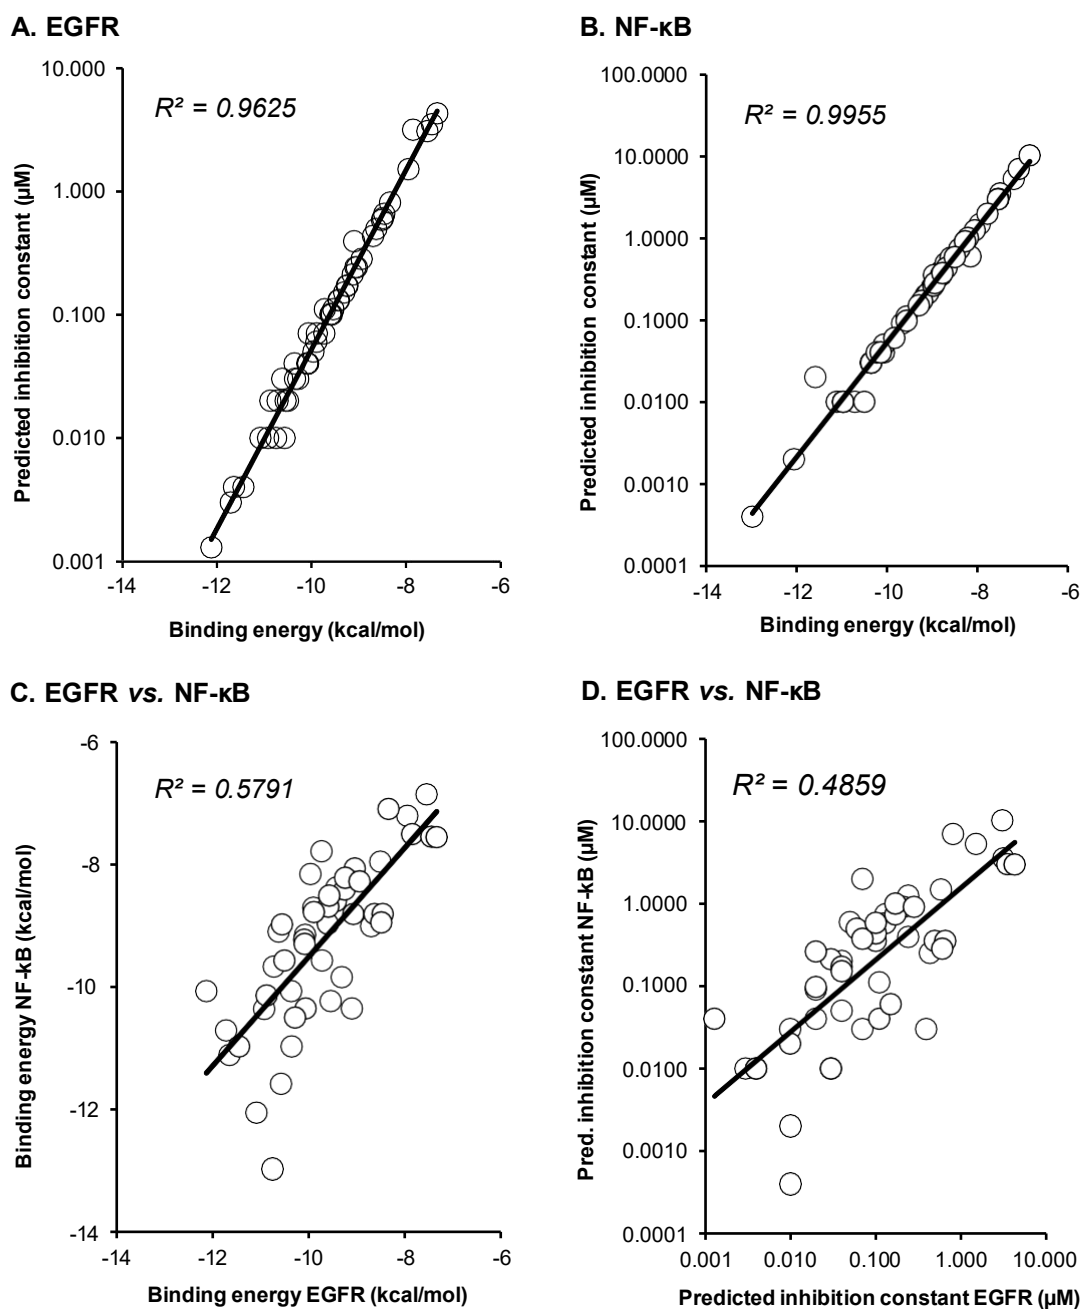 A. EGFR
R² = 0.9625
Predicted inhibition constant (µM)
10.000
1.000
0.100
0.010
0.001
-14
-12
-10
-8
-6
Binding energy (kcal/mol)
B. NF-κB
R² = 0.9955
Predicted inhibition constant (µM)
100.0000
10.0000
1.0000
0.1000
0.0100
0.0010
0.0001
-14
-12
-10
-8
-6
Binding energy (kcal/mol)
C. EGFR vs. NF-κB
R² = 0.5791
Binding energy NF-kB (kcal/mol)
-6
-8
-10
-12
-14
-14
-12
-10
-8
-6
Binding energy EGFR (kcal/mol)
D. EGFR vs. NF-κB
R² = 0.4859
Pred. inhibition constant NF-kB (µM)
100.0000
10.0000
1.0000
0.1000
0.0100
0.0010
0.0001
0.001
0.010
0.100
1.000
10.000
Predicted inhibition constant EGFR (µM)